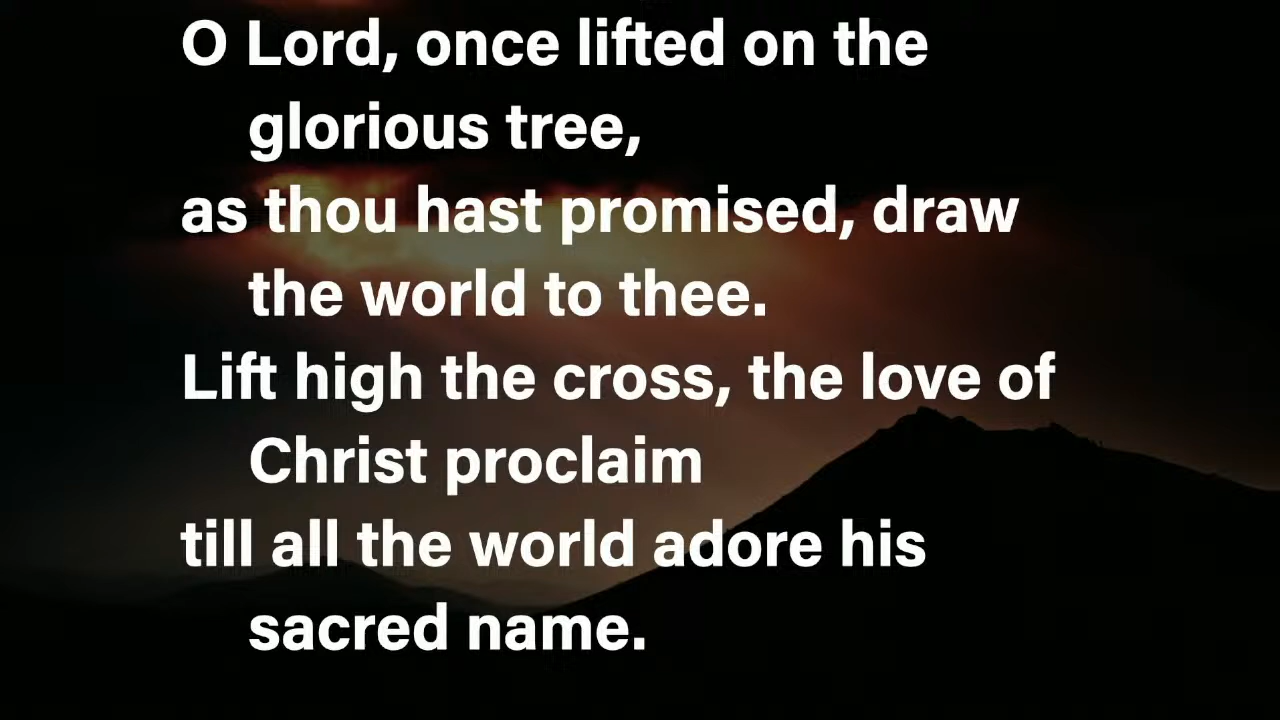 O Lord, once lifted on the
glorious tree,
as thou hast promised, draw
the world to thee.
Lift high the cross, the love of
Christ proclaim
till all the world adore his
sacred name.